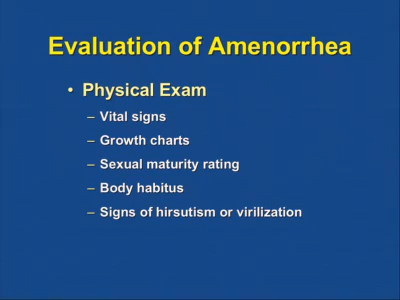 Evaluation of Amenorrhea
• Physical Exam
– Vital signs
– Growth charts
– Sexual maturity rating
– Body habitus
– Signs of hirsutism or virilization